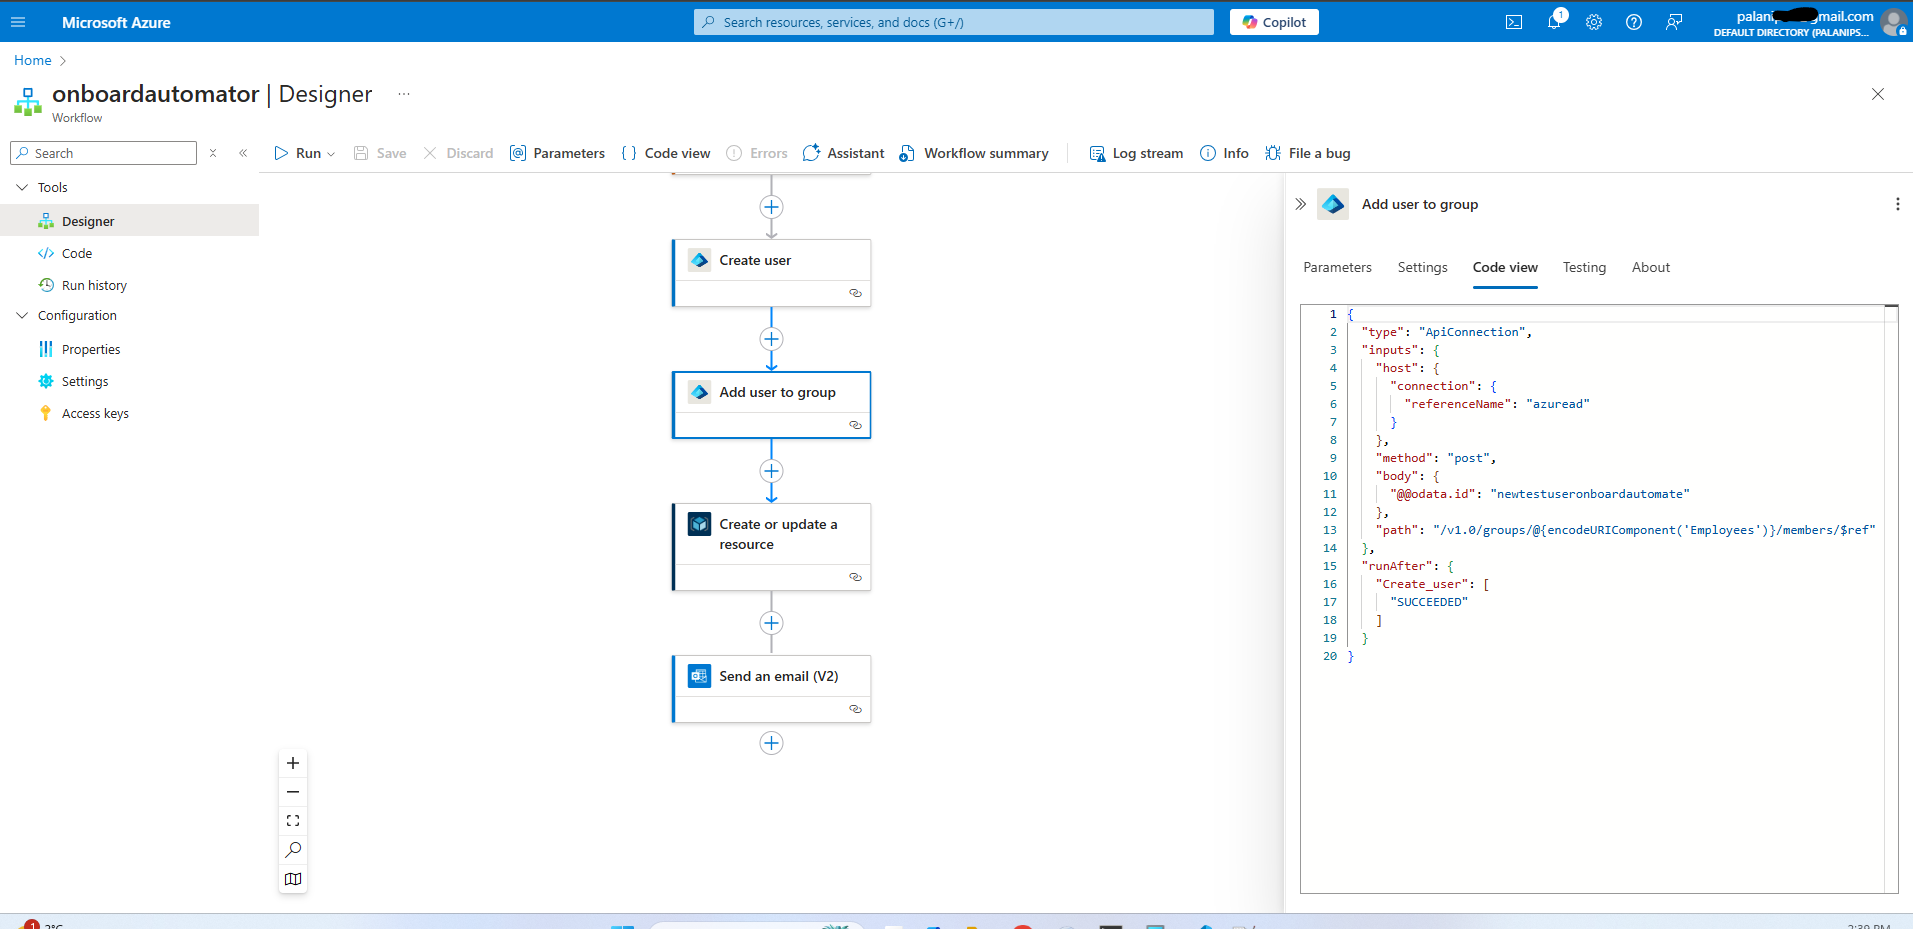 Microsoft Azure
Search resources, services, and docs (G+/)
Copilot
1
mail.com
DEFAULT DIRECTORY (PALANIPS...
Home
onboardautomator | Designer
...
Workflow
Search
Run
Save
Discard
Parameters
Code view
Errors
Assistant
Workflow summary
Log stream
Info
File a bug
Tools
Designer
Code
Run history
Configuration
Properties
Settings
Access keys
Create user
Add user to group
Create or update a
resource
Send an email (V2)
Add user to group
Parameters
Settings
Code view
Testing
About
1 {
2 "type": "ApiConnection",
3 "inputs": {
4 "host": {
5 "connection": {
6 "referenceName": "azuread"
7 }
8 },
9 "method": "post",
10 "body": {
11 "@@odata.id": "newtestuseronboardautomate"
12 },
13 "path": "/v1.0/groups/@{encodeURIComponent('Employees')}/members/$ref"
14 },
15 "runAfter": {
16 "Create_user": [
17 "SUCCEEDED"
18 ]
19 }
20 }
1